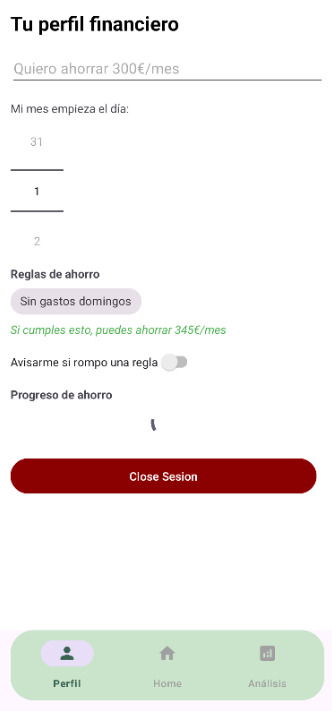 Tu perfil financiero
Quiero ahorrar 300€/mes
Mi mes empieza el día:
31
1
2
Reglas de ahorro
Sin gastos domingos
Si cumples esto, puedes ahorrar 345€/mes
Avisarme si rompo una regla
Progreso de ahorro
Close Sesion
Perfil
Home
Análisis